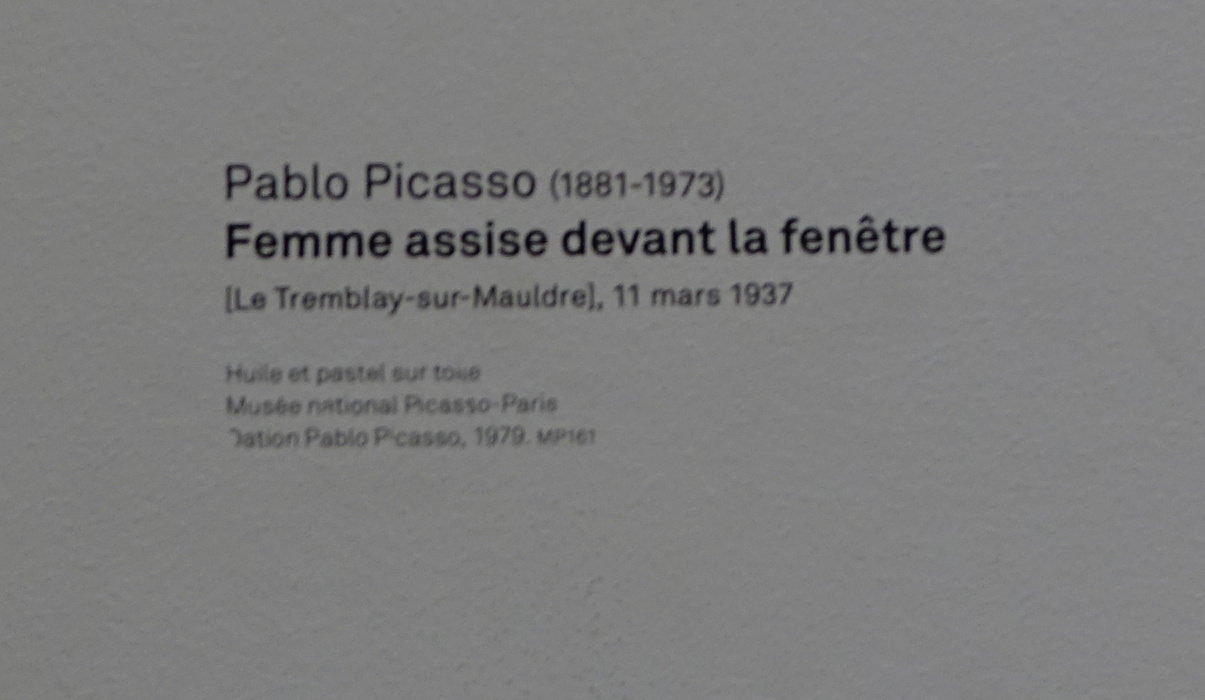 Pablo Picasso (1881-1973)
Femme assise devant la fenêtre
[Le Tremblay-sur-Mauldre], 11 mars 1937
Huile et pastel sur toile
Musée national Picasso-Paris
Dation Pablo Picasso, 1979. MP161